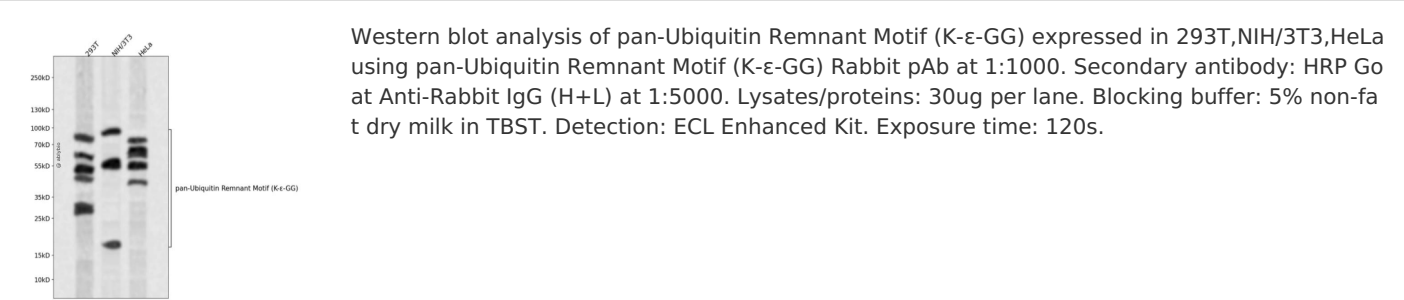 293T NIH/3T3 HeLa
250kD
130kD
100kD
70kD
55kD
35kD
25kD
15kD
10kD
@ abbybio
pan-Ubiquitin Remnant Motif (K-ε-GG)
Western blot analysis of pan-Ubiquitin Remnant Motif (K-ε-GG) expressed in 293T,NIH/3T3,HeLa
using pan-Ubiquitin Remnant Motif (K-ε-GG) Rabbit pAb at 1:1000. Secondary antibody: HRP Go
at Anti-Rabbit IgG (H+L) at 1:5000. Lysates/proteins: 30ug per lane. Blocking buffer: 5% non-fa
t dry milk in TBST. Detection: ECL Enhanced Kit. Exposure time: 120s.